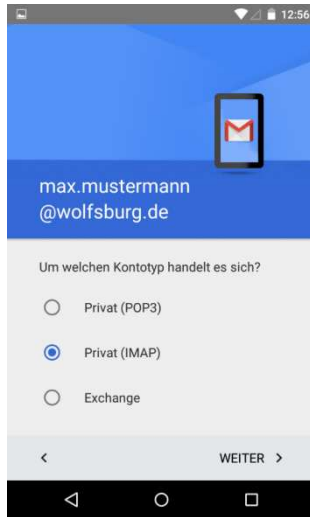 12:56
max.mustermann
@wolfsburg.de
Um welchen Kontotyp handelt es sich?
Privat (POP3)
Privat (IMAP)
Exchange
WEITER